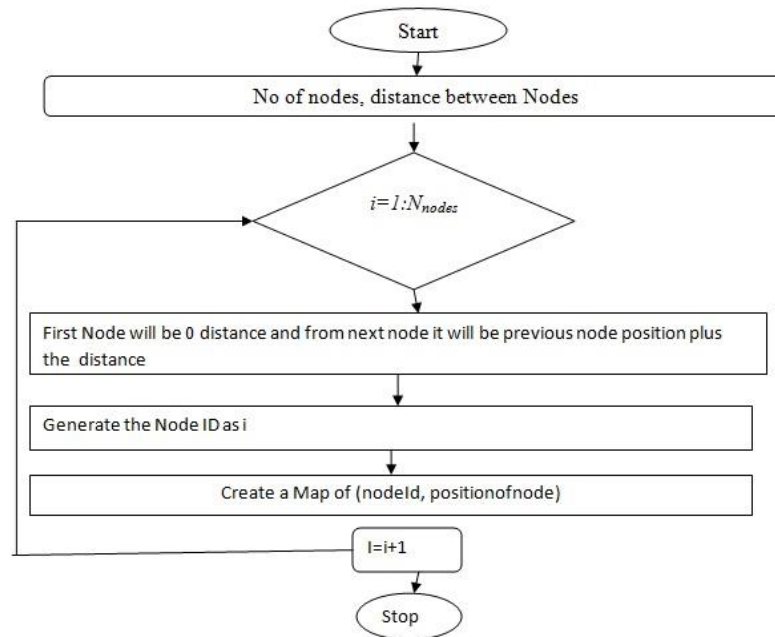 Start
No of nodes, distance between Nodes
i=1:Nnodes
First Node will be 0 distance and from next node it will be previous node position plus
the distance
Generate the Node ID as i
Create a Map of (nodeId, positionofnode)
I=i+1
Stop